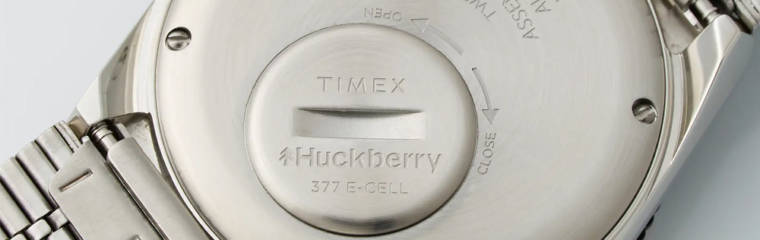 OPEN
TIMEX
CLOSE
Huckberry
377 E-CELL